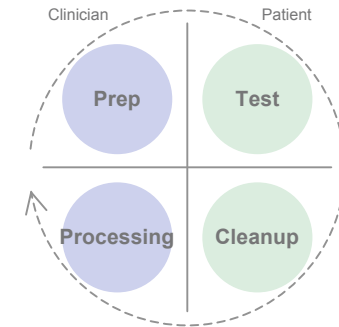 Clinician
Patient
Prep
Test
Processing
Cleanup